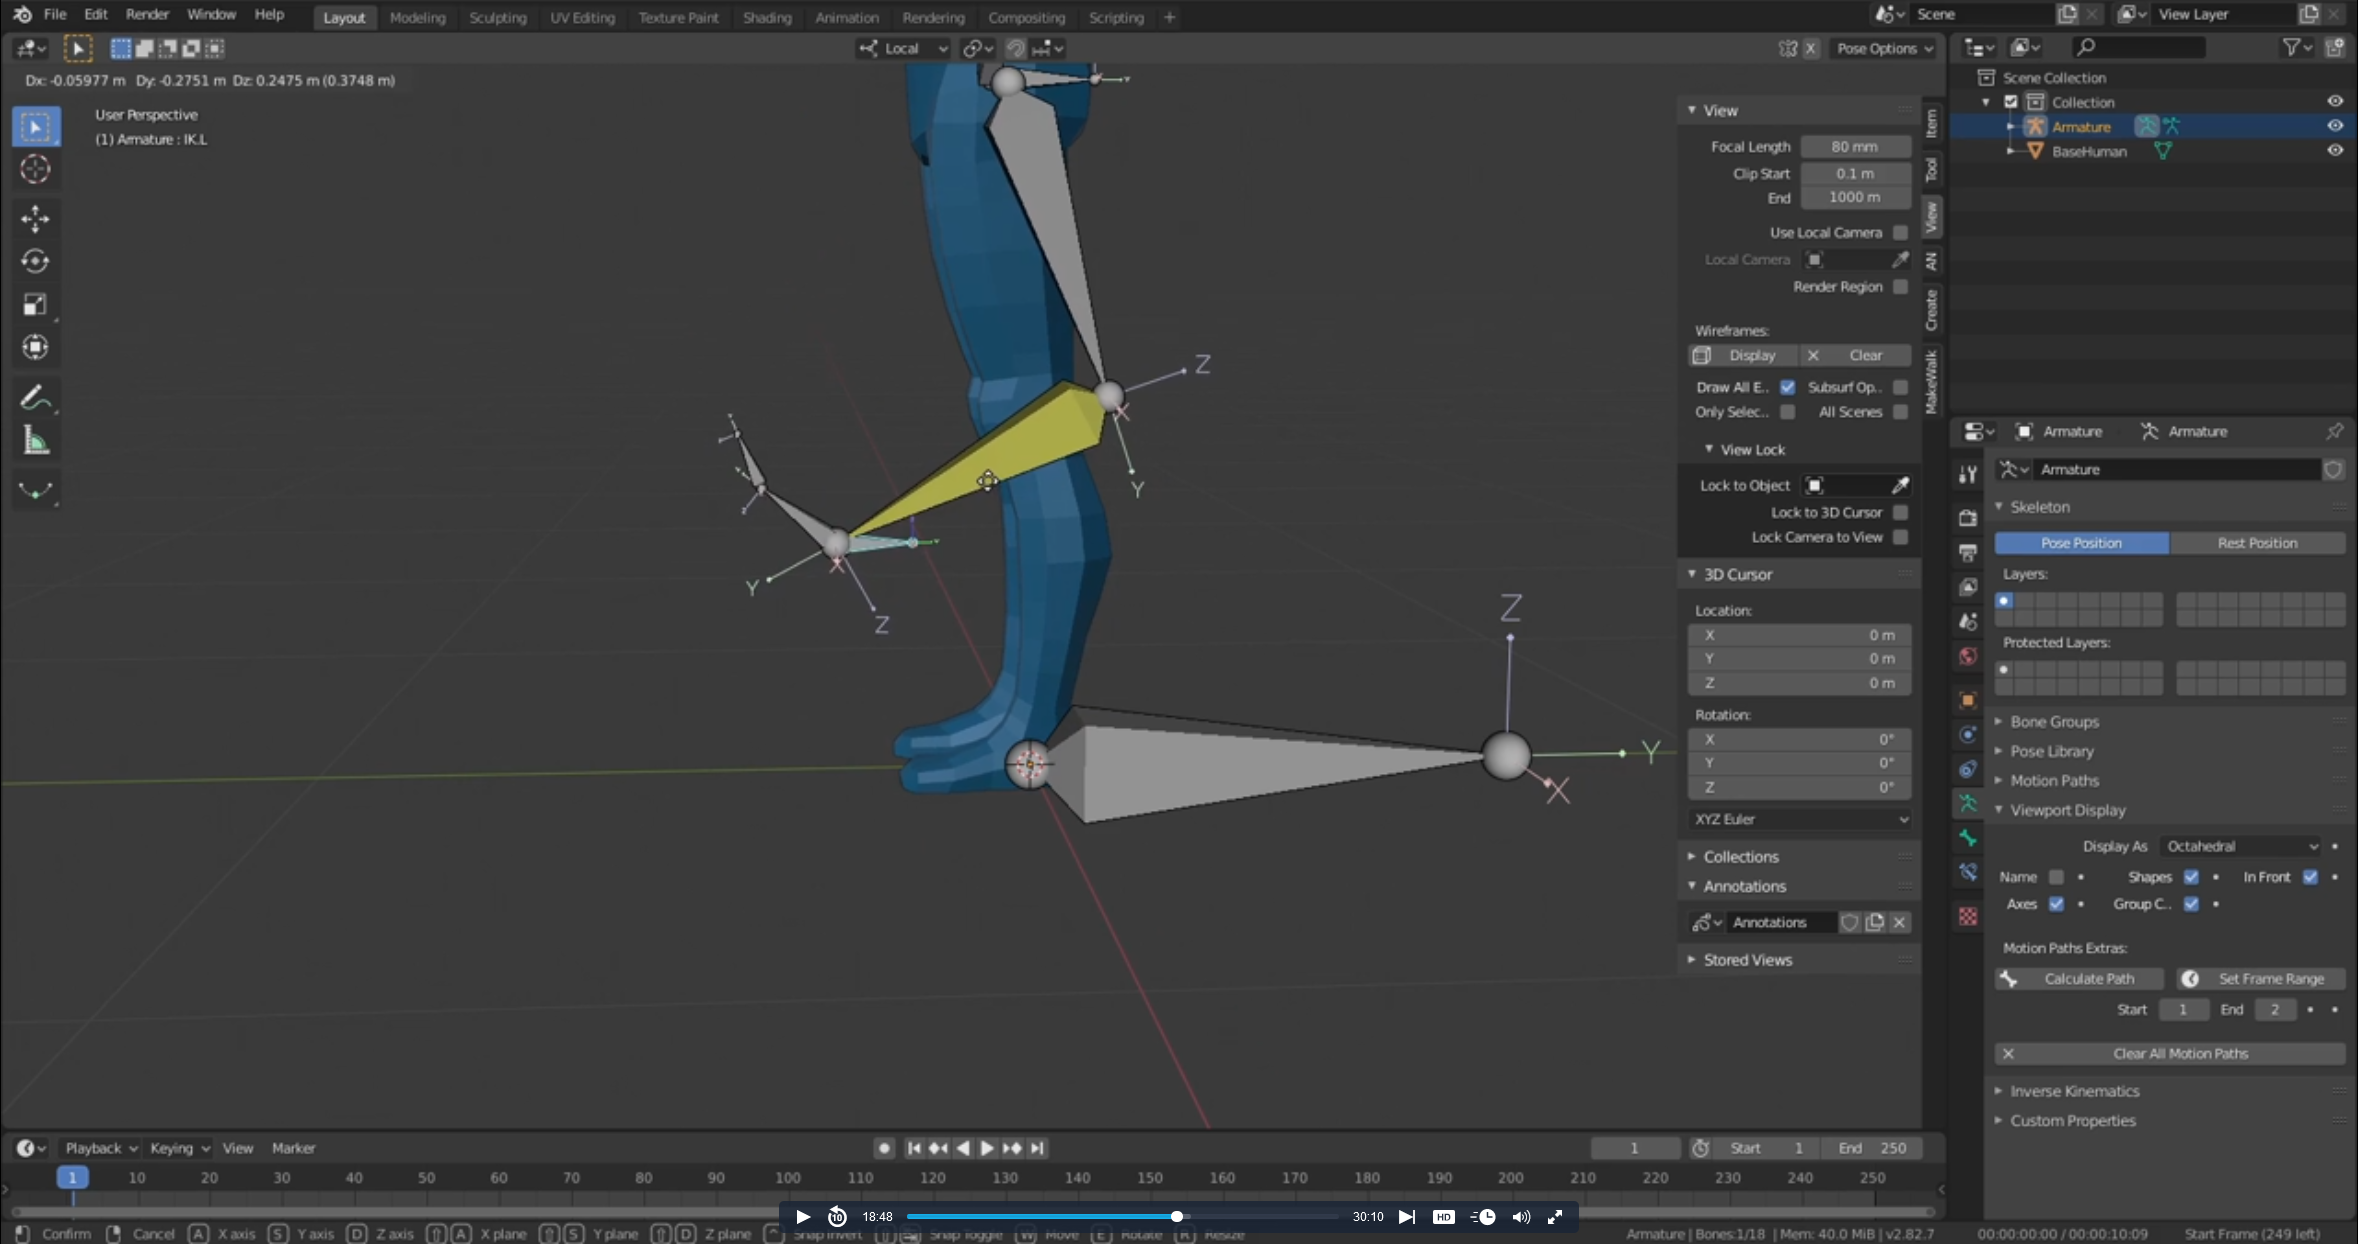 File Edit Render Window Help Layout Modeling Sculpting UV Editing Texture Paint Shading Animation Rendering Compositing Scripting + Scene View Layer
Local X Pose Options
Dx: -0.05977 m Dy: -0.2751 m Dz: 0.2475 m (0.3748 m)
User Perspective
(1) Armature : IK.L
Z
X
Y
Y
X
Z
Z
Y
X
View
Focal Length 80 mm
Clip Start 0.1 m
End 1000 m
Use Local Camera
Local Camera
Render Region
Wireframes:
Display Clear
Draw All E.. Subsurf Op..
Only Selec.. All Scenes
View Lock
Lock to Object
Lock to 3D Cursor
Lock Camera to View
3D Cursor
Location:
X 0 m
Y 0 m
Z 0 m
Rotation:
X 0°
Y 0°
Z 0°
XYZ Euler
Collections
Annotations
Annotations
Stored Views
Item
Tool
View
AN
Create
MakeWalk
Scene Collection
Collection
Armature
BaseHuman
Armature Armature
Armature
Skeleton
Pose Position Rest Position
Layers:
Protected Layers:
Bone Groups
Pose Library
Motion Paths
Viewport Display
Display As Octahedral
Name Shapes In Front
Axes Group C..
Motion Paths Extras:
Calculate Path Set Frame Range
Start 1 End 2
Clear All Motion Paths
Inverse Kinematics
Custom Properties
Playback Keying View Marker 1 Start 1 End 250
1 10 20 30 40 50 60 70 80 90 100 110 120 130 140 150 160 170 180 190 200 210 220 230 240 250
10 18:48 30:10 HD
Confirm Cancel A X axis S Y axis D Z axis A X plane S Y plane D Z plane Snap Invert Snap Toggle W Move E Rotate R Resize Armature | Bones:1/18 | Mem: 40.0 MiB | v2.82.7 00:00:00:00 / 00:00:10:09 Start Frame (249 left)